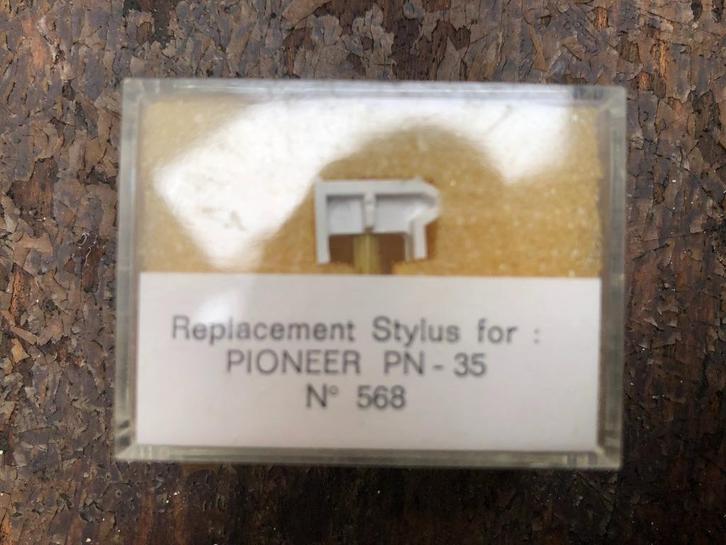 Replacement Stylus for :
PIONEER PN - 35
N° 568